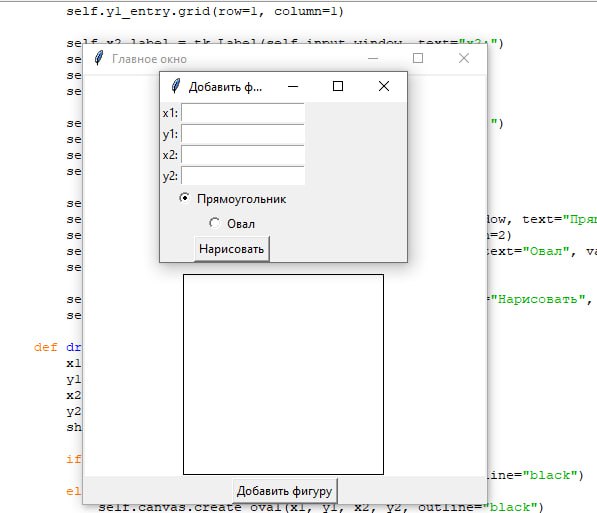 self.y1_entry.grid(row=1, column=1)
self.x2_label = tk.Label(self.input_window, text="x2:")
se
Главное окно
se
se
Добавить ф...
x1:
se
")
y1:
se
x2:
se
y2:
se
se
Прямоугольник
se
dow, text="Пря
Овал
se
n=2)
Нарисовать
se
text="Овал", va
se
se
="Нарисовать",
se
def dr
x1
y1
x2
y2
sh
if
line="black")
el
Добавить фигуру
self.canvas.create_oval(x1, y1, x2, y2, outline="black")